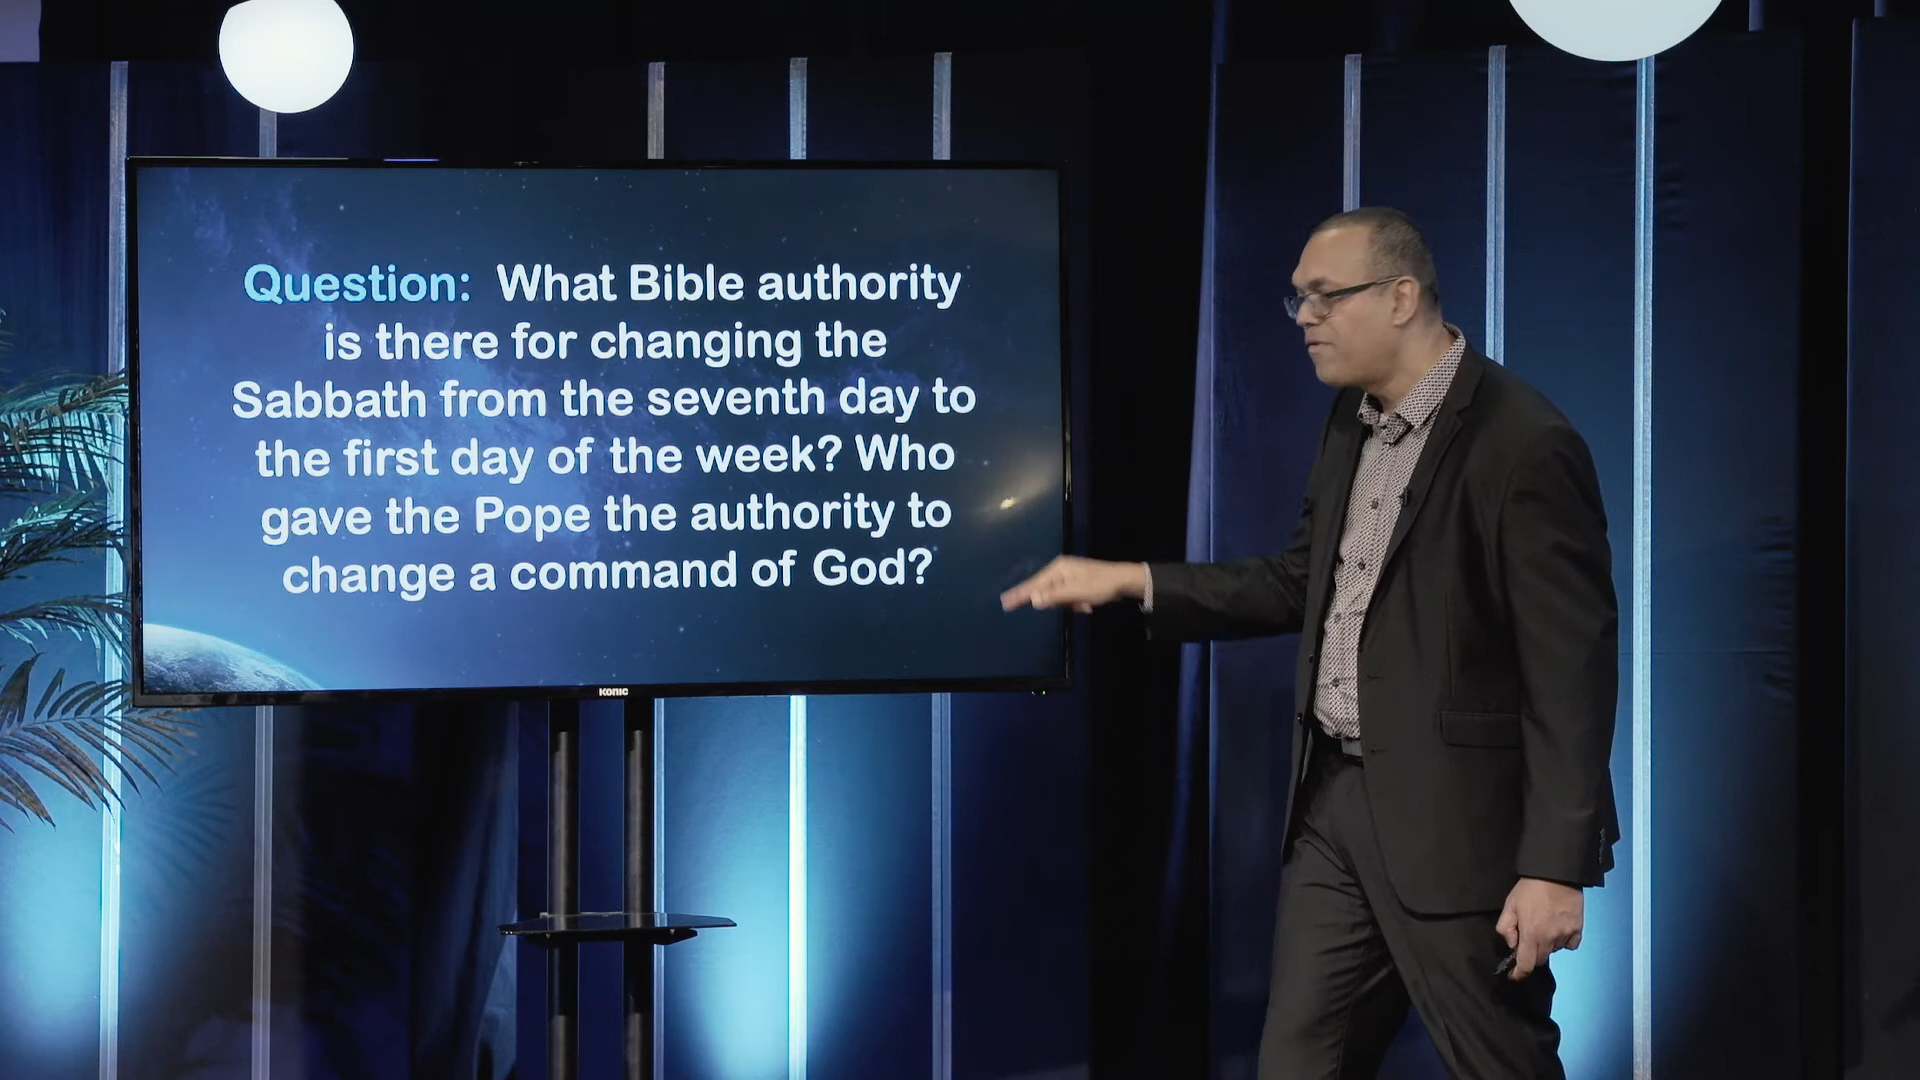 Question: What Bible authority
is there for changing the
Sabbath from the seventh day to
the first day of the week? Who
gave the Pope the authority to
change a command of God?
KONIC